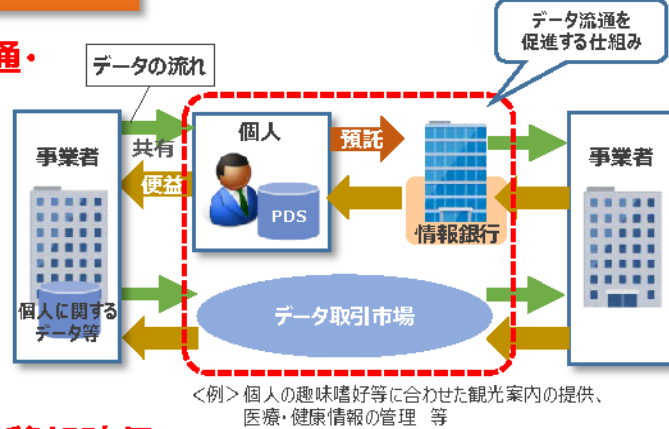 通・
データの流れ
データ流通を
促進する仕組み
事業者
共有
便益
個人
PDS
預託
情報銀行
事業者
個人に関する
データ等
データ取引市場
<例> 個人の趣味嗜好等に合わせた観光案内の提供、
医療・健康情報の管理 等